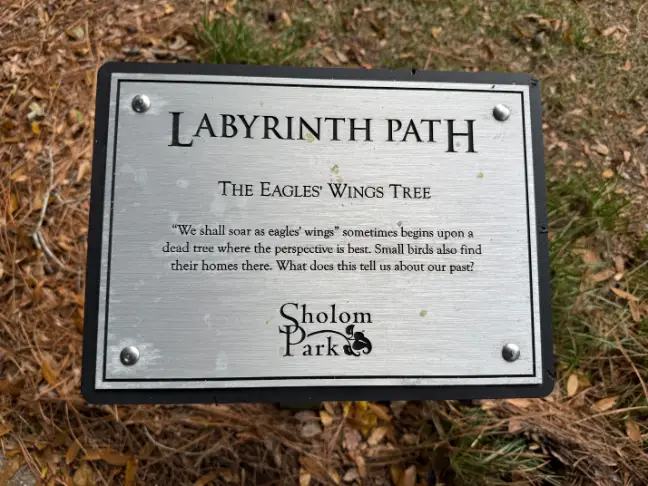 LABYRINTH PATH
THE EAGLES' WINGS TREE
"We shall soar as eagles' wings" sometimes begins upon a
dead tree where the perspective is best. Small birds also find
their homes there. What does this tell us about our past?
Sholom
Park